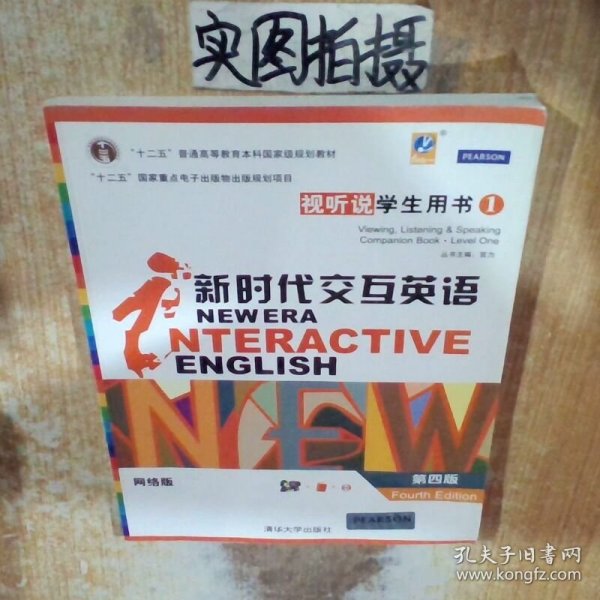 实图拍摄
"十二五"普通高等教育本科国家级规划教材
PEARSON
"十二五"国家重点电子出版物出版规划项目
视听说学生用书1
Viewing, Listening & Speaking
Companion Book · Level One
丛书主编：官为
新时代交互英语
NEW ERA
INTERACTIVE
ENGLISH
NEW
网络版
第四版
Fourth Edition
清华大学出版社
PEARSON
孔夫子旧书网
www.kongfz.com